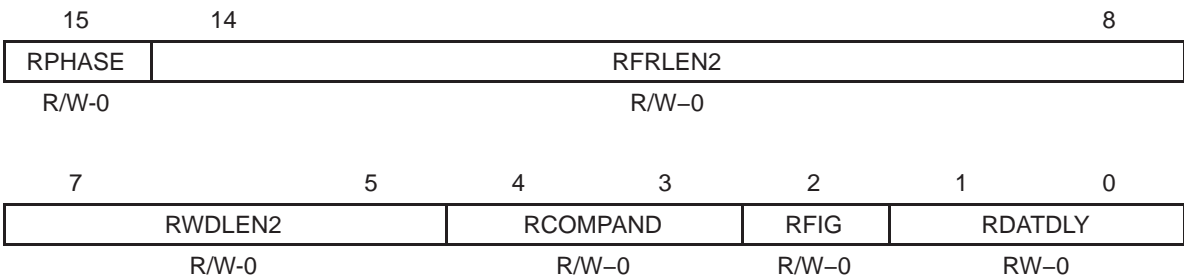 15 14 8
RPHASE RFRLEN2
R/W-0 R/W−0
7 5 4 3 2 1 0
RWDLEN2 RCOMPAND RFIG RDATDLY
R/W-0 R/W−0 R/W−0 RW−0